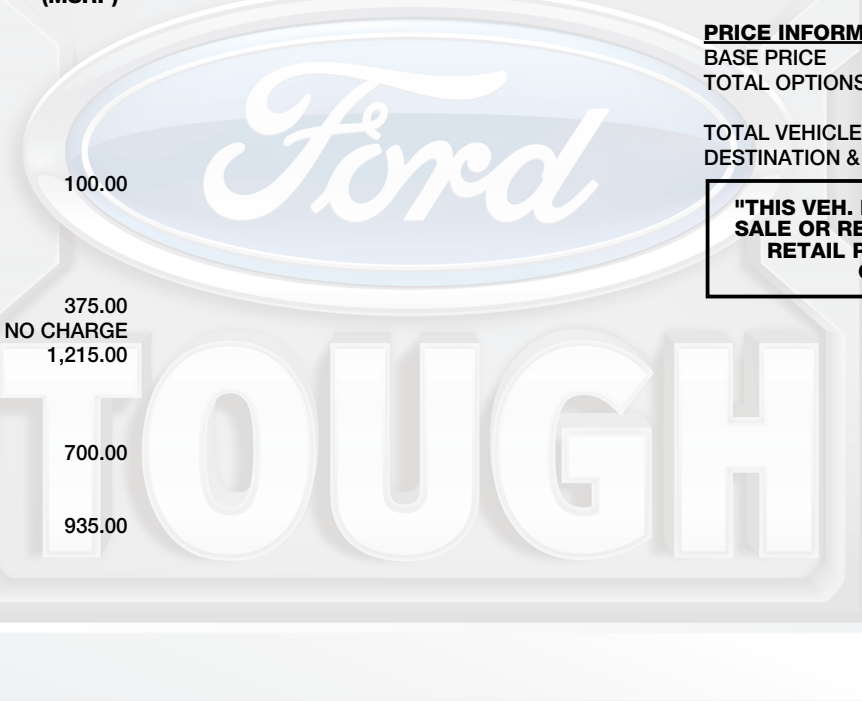 (MSRP)
100.00
375.00
NO CHARGE
1,215.00
700.00
935.00
PRICE INFORM
BASE PRICE
TOTAL OPTIONS
TOTAL VEHICLE
DESTINATION &
"THIS VEH.
SALE OR RE
RETAIL P
Ford
TOUGH